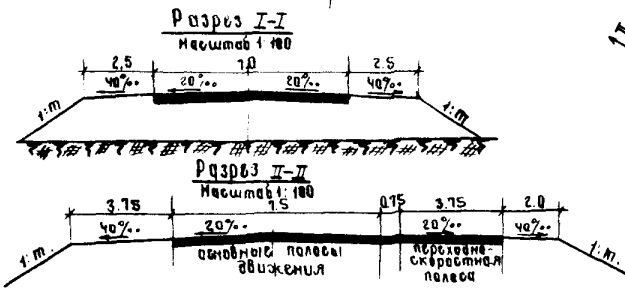 Разрез I-I
Масштаб 1:100
2,5 7.0 2.5
40‰ 20‰ 20‰ 40‰
1:m 1:m
Разрез II-II
Масштаб 1:100
3.75 7.5 0.75 3.75 2.0
40‰ 20‰ 20‰ 40‰
основные полосы
движения
переходно-
скоростная
полоса
1:m. 1:m.